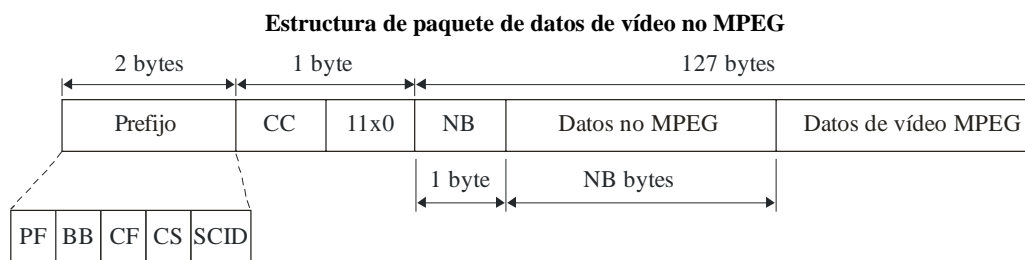 Estructura de paquete de datos de vídeo no MPEG
2 bytes 1 byte 127 bytes
Prefijo CC 11x0 NB Datos no MPEG Datos de vídeo MPEG
1 byte NB bytes
PF BB CF CS SCID